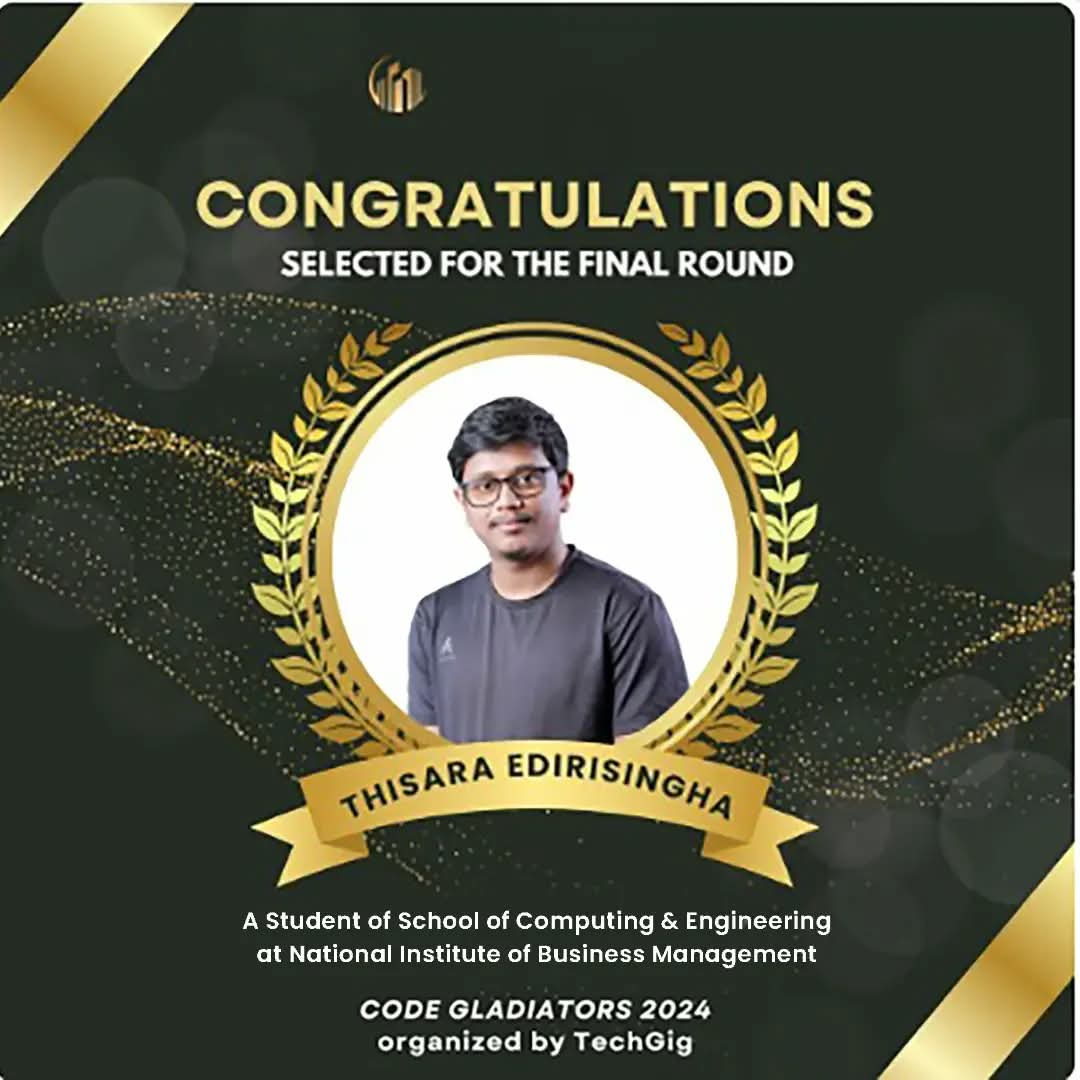 CONGRATULATIONS
SELECTED FOR THE FINAL ROUND
THISARA EDIRISINGHA
A Student of School of Computing & Engineering
at National Institute of Business Management
CODE GLADIATORS 2024
organized by TechGig